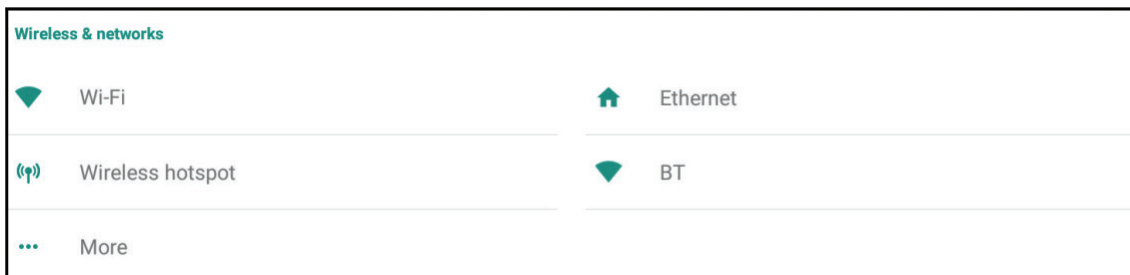 Wireless & networks
Wi-Fi
Ethernet
Wireless hotspot
BT
More